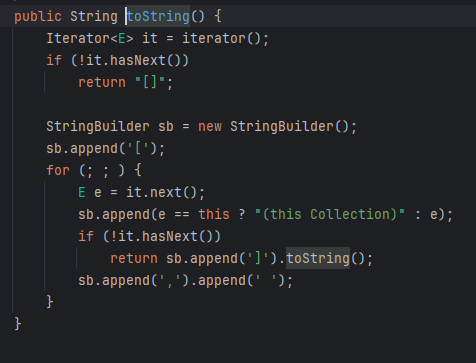 public String toString() {
    Iterator<E> it = iterator();
    if (!it.hasNext())
        return "[]";

    StringBuilder sb = new StringBuilder();
    sb.append('[');
    for (; ; ) {
        E e = it.next();
        sb.append(e == this ? "(this Collection)" : e);
        if (!it.hasNext())
            return sb.append(']').toString();
        sb.append(',').append(' ');
    }
}